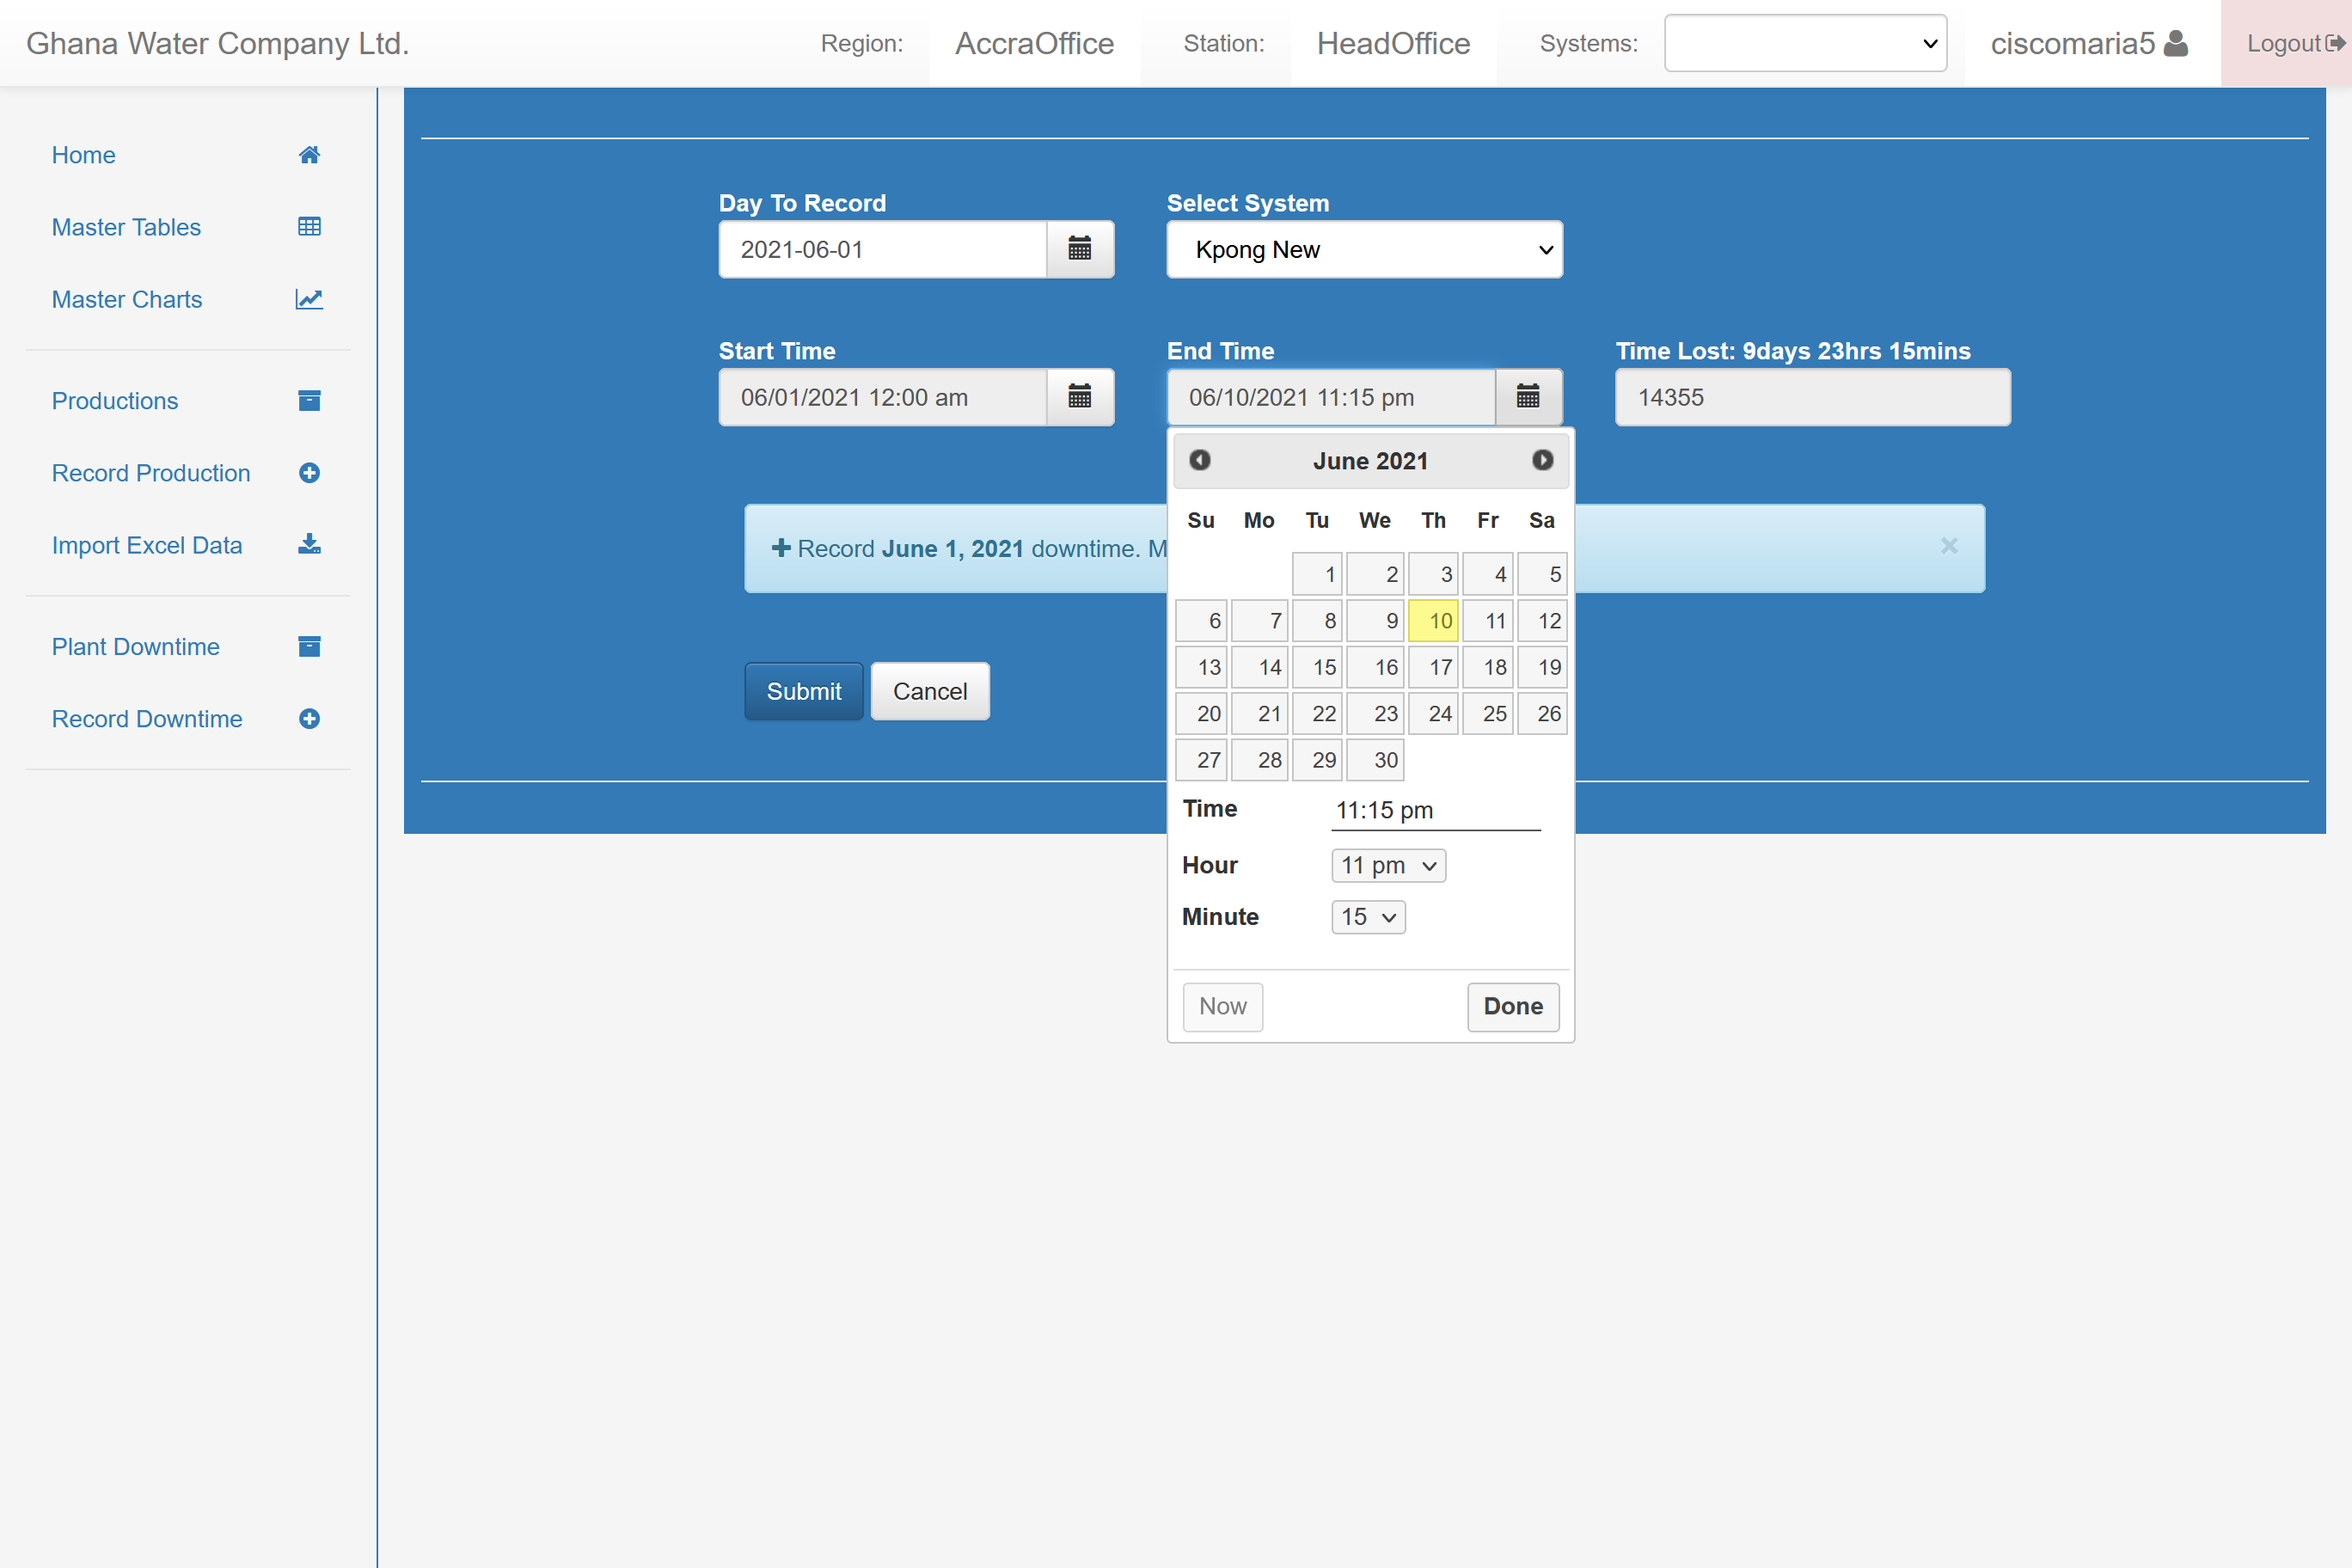 Ghana Water Company Ltd.
Region: AccraOffice Station: HeadOffice Systems: ciscomaria5 Logout
Home
Master Tables
Master Charts
Productions
Record Production
Import Excel Data
Plant Downtime
Record Downtime
Day To Record
2021-06-01
Select System
Kpong New
Start Time
06/01/2021 12:00 am
End Time
06/10/2021 11:15 pm
Time Lost: 9days 23hrs 15mins
14355
Record June 1, 2021 downtime. M
×
Submit Cancel
June 2021
Su Mo Tu We Th Fr Sa
1 2 3 4 5
6 7 8 9 10 11 12
13 14 15 16 17 18 19
20 21 22 23 24 25 26
27 28 29 30
Time 11:15 pm
Hour 11 pm
Minute 15
Now Done